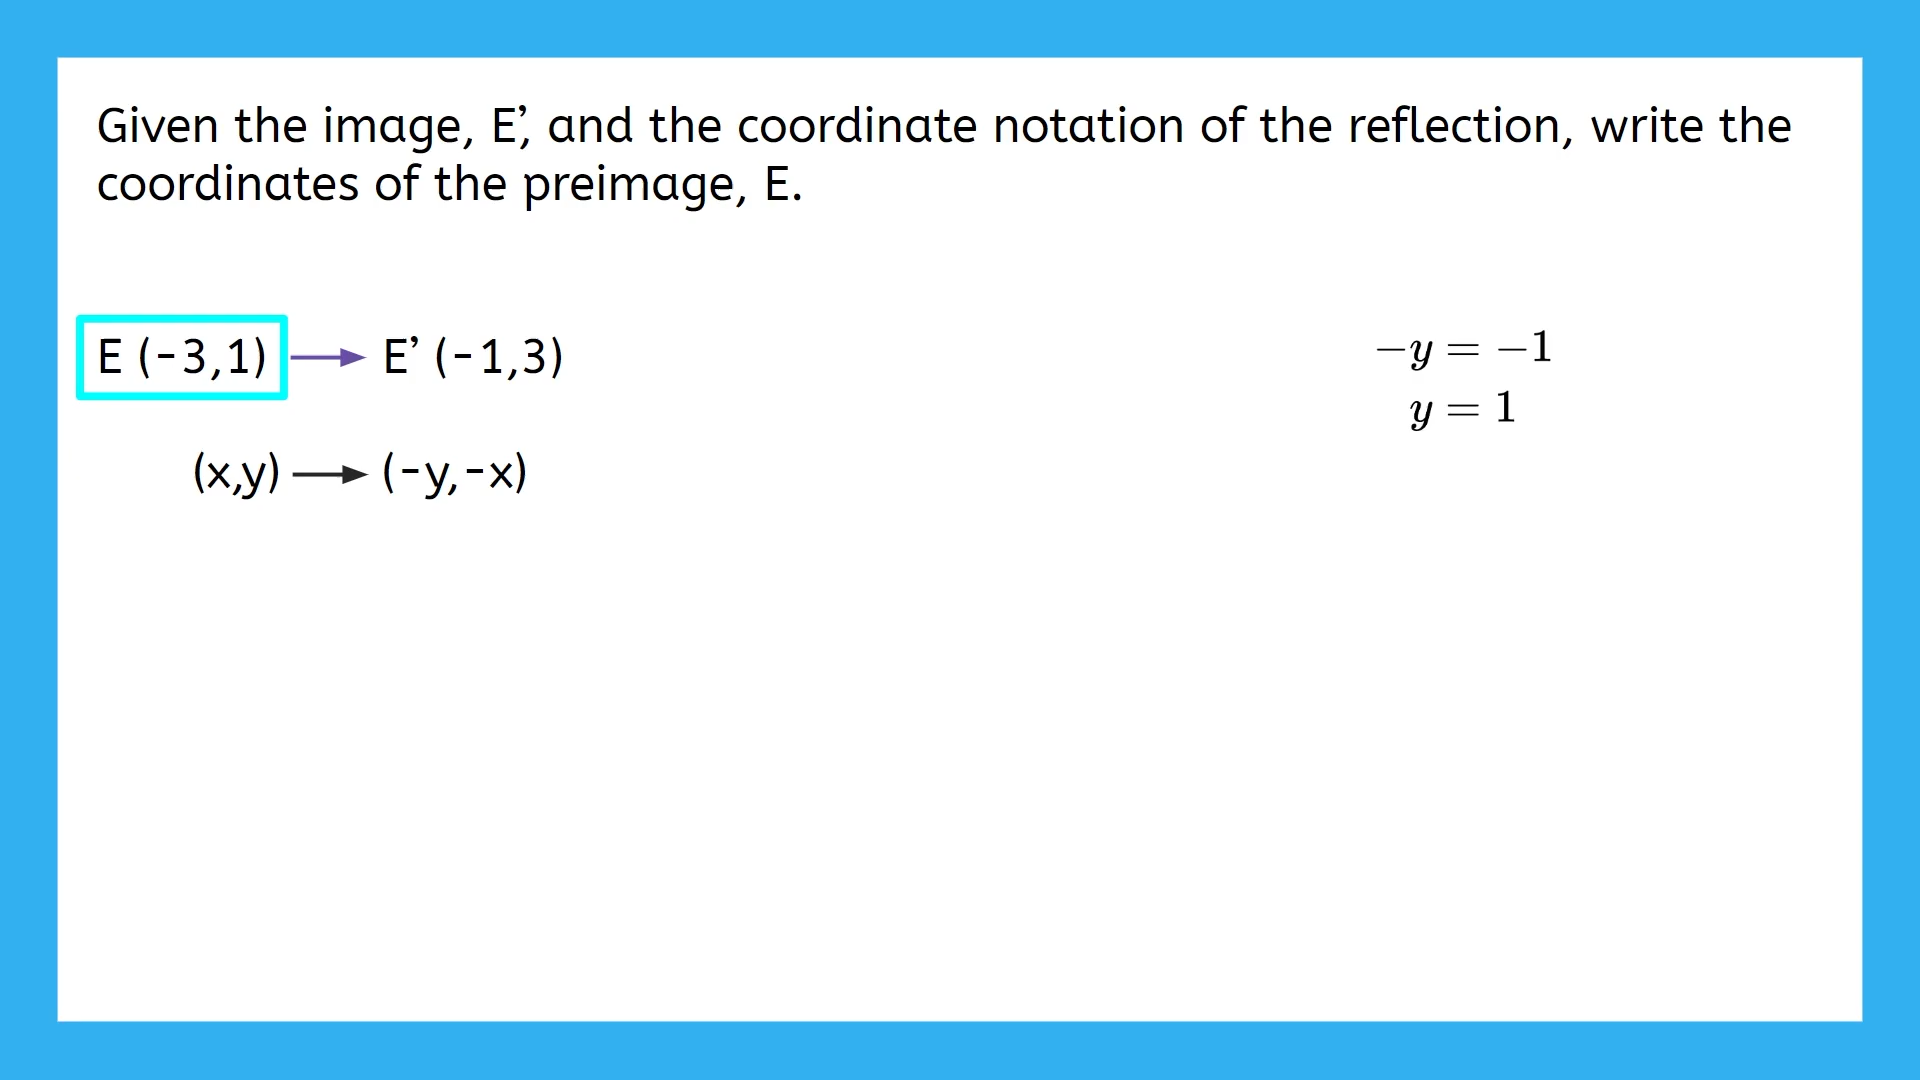 Given the image, E’, and the coordinate notation of the reflection, write the
coordinates of the preimage, E.
E (-3,1) → E’ (-1,3)
(x,y) → (-y,-x)
−y = −1
y = 1